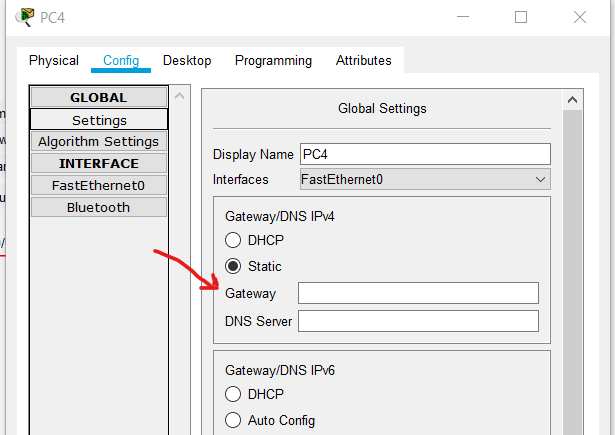 PC4
Physical Config Desktop Programming Attributes
GLOBAL
Settings
Algorithm Settings
INTERFACE
FastEthernet0
Bluetooth
Global Settings
Display Name PC4
Interfaces FastEthernet0
Gateway/DNS IPv4
DHCP
Static
Gateway
DNS Server
Gateway/DNS IPv6
DHCP
Auto Config